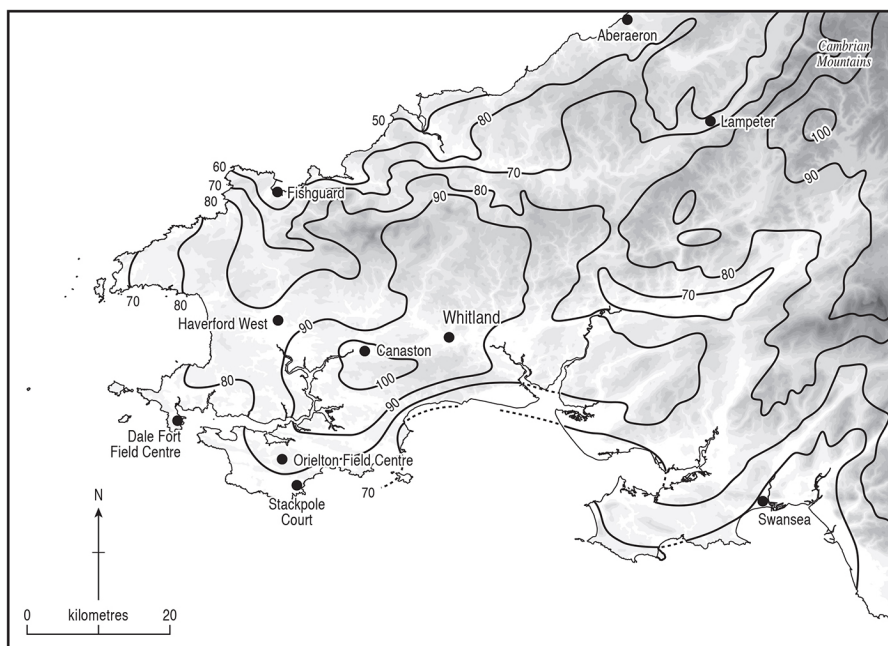 Aberaeron
Cambrian
Mountains
50
80
Lampeter
100
60
70
90
70
Fishguard
80
80
90
80
70
70
80
Haverford West
90
Whitland
Canaston
100
80
90
Dale Fort
Field Centre
Orielton Field Centre
70
Stackpole
Court
N
Swansea
0 kilometres 20